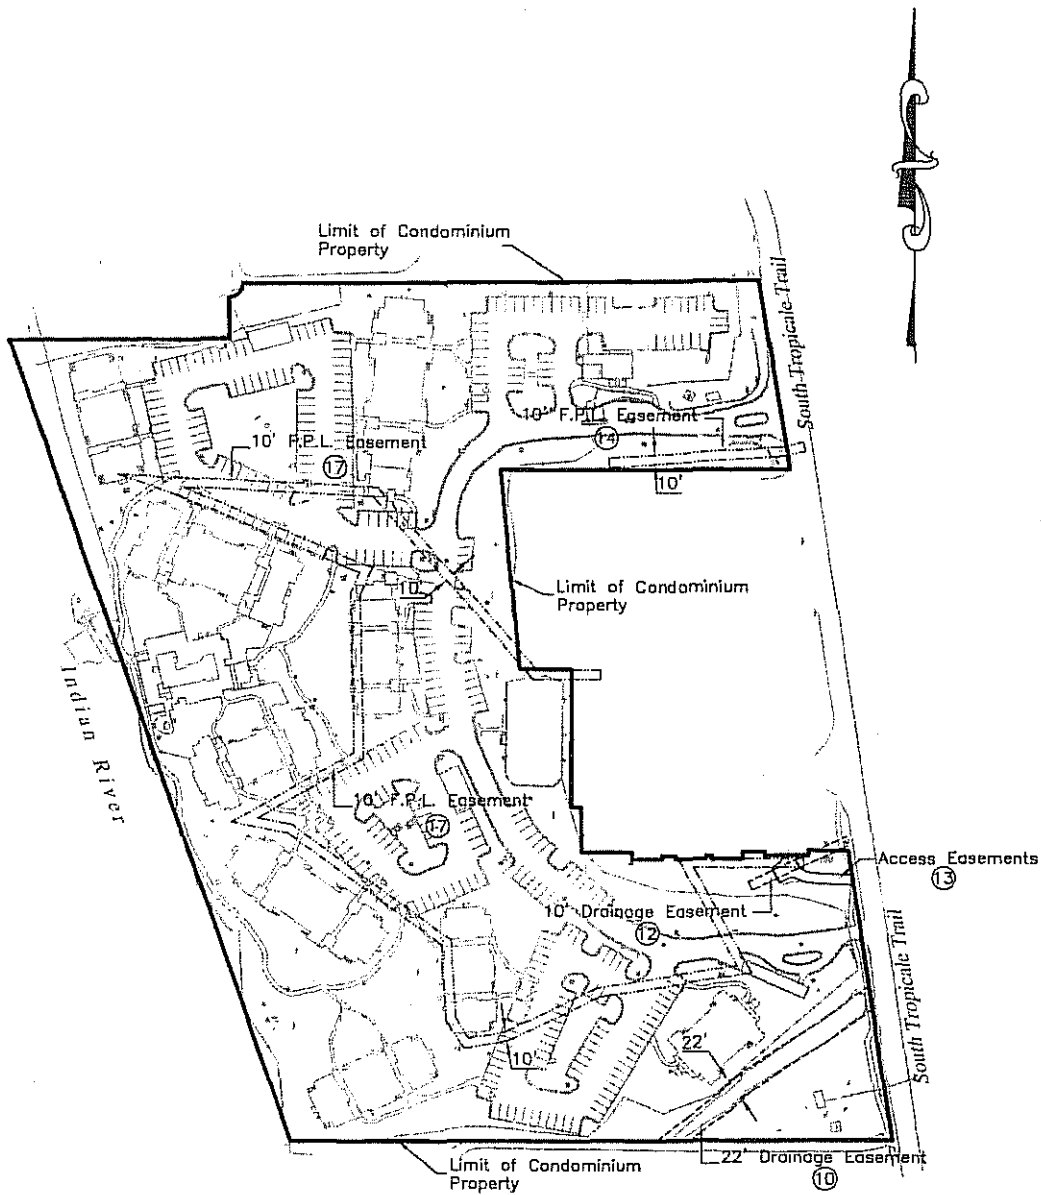 Limit of Condominium
Property
South Tropicale Trail
10' F.P.L. Easement
14
10' F.P.L. Easement
17
10'
10'
Limit of Condominium
Property
Indian River
10' F.P.L. Easement
17
Access Easements
13
10' Drainage Easement
12
South Tropicale Trail
22'
10'
22' Drainage Easement
10
Limit of Condominium
Property